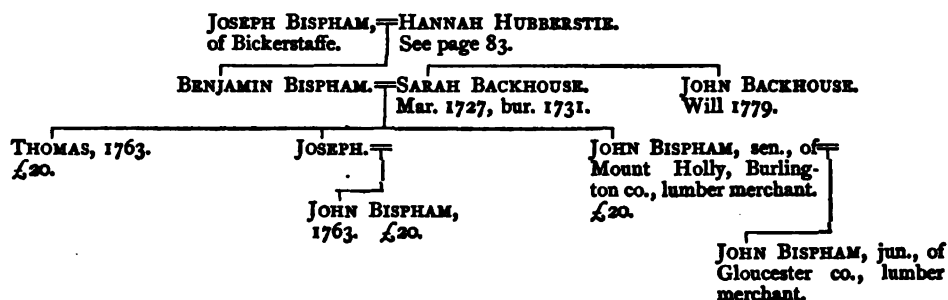 JOSEPH BISPHAM, = HANNAH HUBBERSTIE.
of Bickerstaffe. See page 83.
BENJAMIN BISPHAM. = SARAH BACKHOUSE. JOHN BACKHOUSE.
Mar. 1727, bur. 1731. Will 1779.
THOMAS, 1763. JOSEPH. = JOHN BISPHAM, sen., of =
£20. Mount Holly, Burling-
ton co., lumber merchant.
£20.
JOHN BISPHAM,
1763. £20.
JOHN BISPHAM, jun., of
Gloucester co., lumber
merchant.